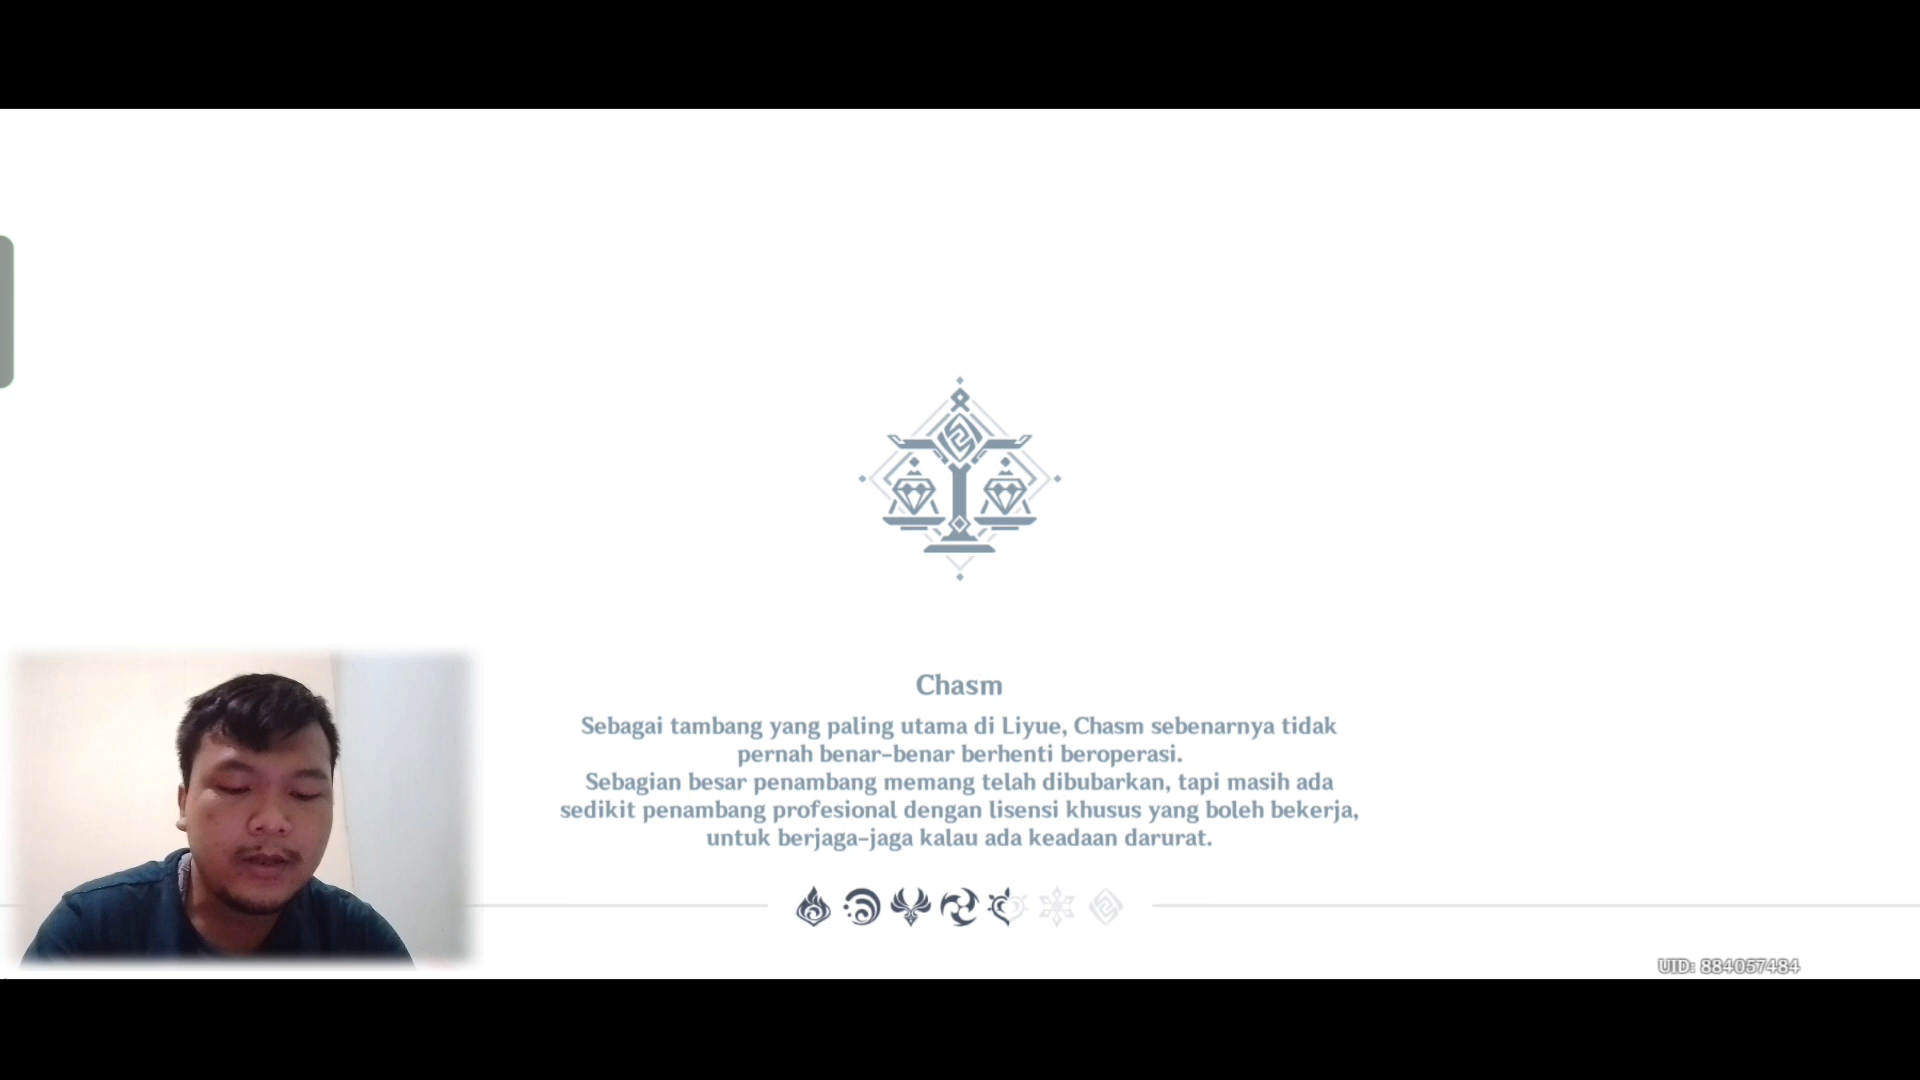 Chasm
Sebagai tambang yang paling utama di Liyue, Chasm sebenarnya tidak
pernah benar-benar berhenti beroperasi.
Sebagian besar penambang memang telah dibubarkan, tapi masih ada
sedikit penambang profesional dengan lisensi khusus yang boleh bekerja,
untuk berjaga-jaga kalau ada keadaan darurat.
UID: 884057484